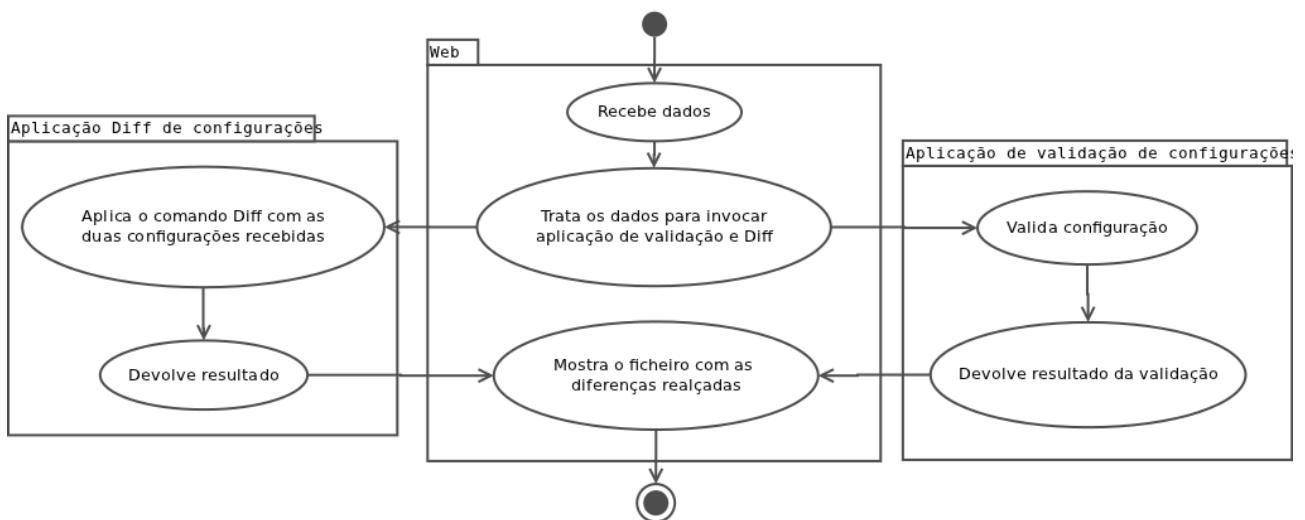 Web
Recebe dados
Aplicação Diff de configurações
Aplicação de validação de configurações
Aplica o comando Diff com as
duas configurações recebidas
Trata os dados para invocar
aplicação de validação e Diff
Valida configuração
Devolve resultado
Mostra o ficheiro com as
diferenças realçadas
Devolve resultado da validação